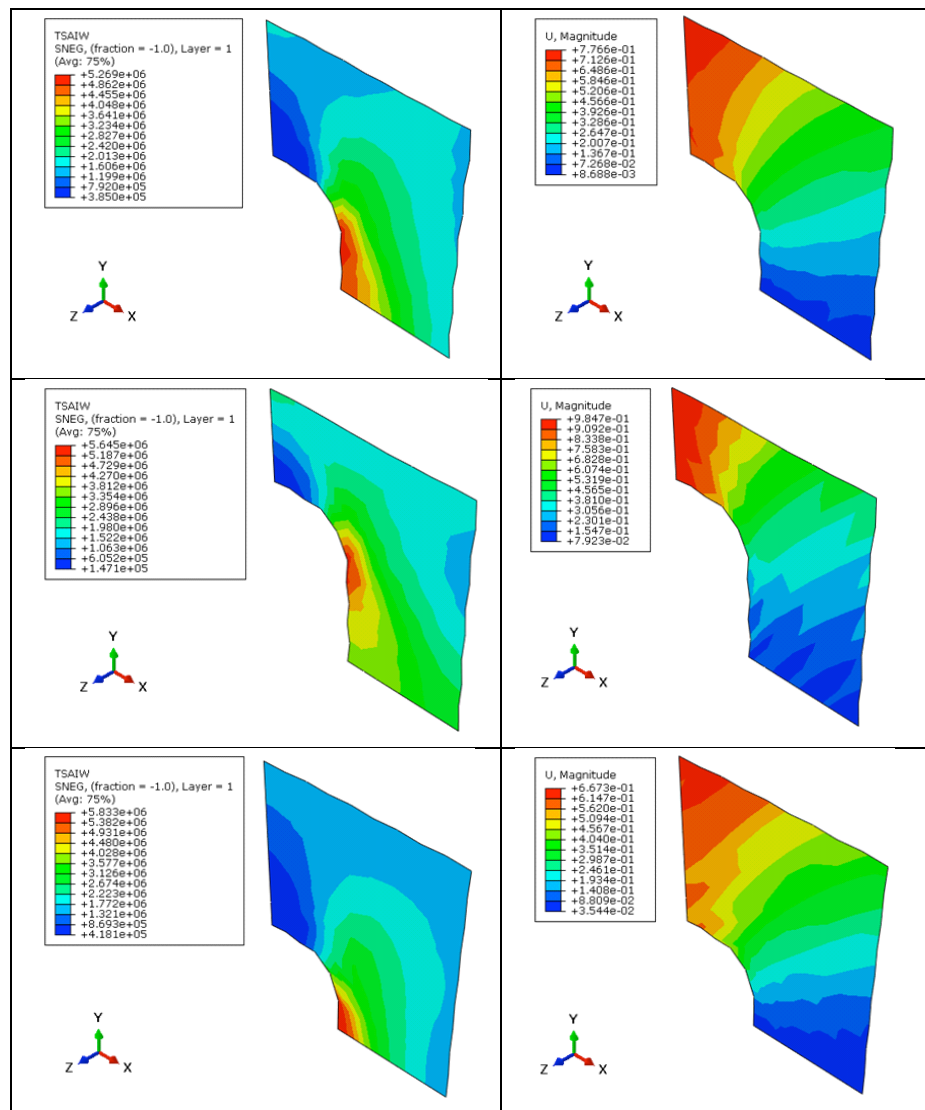 TSAIW
SNEG, (fraction = -1.0), Layer = 1
(Avg: 75%)
+5.269e+06
+4.862e+06
+4.455e+06
+4.048e+06
+3.641e+06
+3.234e+06
+2.827e+06
+2.420e+06
+2.013e+06
+1.606e+06
+1.199e+06
+7.920e+05
+3.850e+05
Y
Z
X
U, Magnitude
+7.766e-01
+7.126e-01
+6.486e-01
+5.846e-01
+5.206e-01
+4.566e-01
+3.926e-01
+3.286e-01
+2.647e-01
+2.007e-01
+1.367e-01
+7.268e-02
+8.688e-03
Y
Z
X
TSAIW
SNEG, (fraction = -1.0), Layer = 1
(Avg: 75%)
+5.645e+06
+5.187e+06
+4.729e+06
+4.270e+06
+3.812e+06
+3.354e+06
+2.896e+06
+2.438e+06
+1.980e+06
+1.522e+06
+1.063e+06
+6.052e+05
+1.471e+05
Y
Z
X
U, Magnitude
+9.847e-01
+9.092e-01
+8.338e-01
+7.583e-01
+6.828e-01
+6.074e-01
+5.319e-01
+4.565e-01
+3.810e-01
+3.056e-01
+2.301e-01
+1.547e-01
+7.923e-02
Y
Z
X
TSAIW
SNEG, (fraction = -1.0), Layer = 1
(Avg: 75%)
+5.833e+06
+5.382e+06
+4.931e+06
+4.480e+06
+4.028e+06
+3.577e+06
+3.126e+06
+2.674e+06
+2.223e+06
+1.772e+06
+1.321e+06
+8.693e+05
+4.181e+05
Y
Z
X
U, Magnitude
+6.673e-01
+6.147e-01
+5.620e-01
+5.094e-01
+4.567e-01
+4.040e-01
+3.514e-01
+2.987e-01
+2.461e-01
+1.934e-01
+1.408e-01
+8.809e-02
+3.544e-02
Y
Z
X